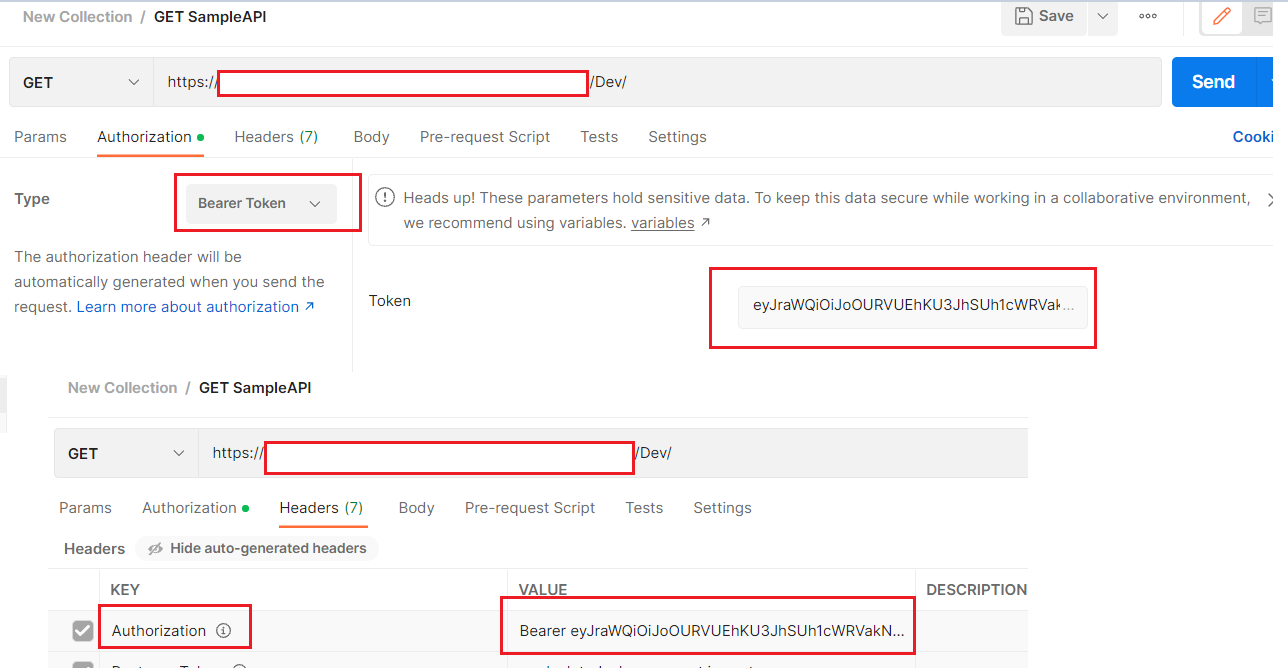 New Collection / GET SampleAPI
Save
GET
https://
/Dev/
Send
Params Authorization Headers (7) Body Pre-request Script Tests Settings
Cooki
Type
Bearer Token
Heads up! These parameters hold sensitive data. To keep this data secure while working in a collaborative environment,
we recommend using variables. variables ↗
The authorization header will be
automatically generated when you send the
request. Learn more about authorization ↗
Token
eyJraWQiOiJoOURVUEhKU3JhSUh1cWRVak...
New Collection / GET SampleAPI
GET
https://
/Dev/
Params Authorization Headers (7) Body Pre-request Script Tests Settings
Headers
Hide auto-generated headers
KEY VALUE DESCRIPTION
Authorization
Bearer eyJraWQiOiJoOURVUEhKU3JhSUh1cWRVakN...